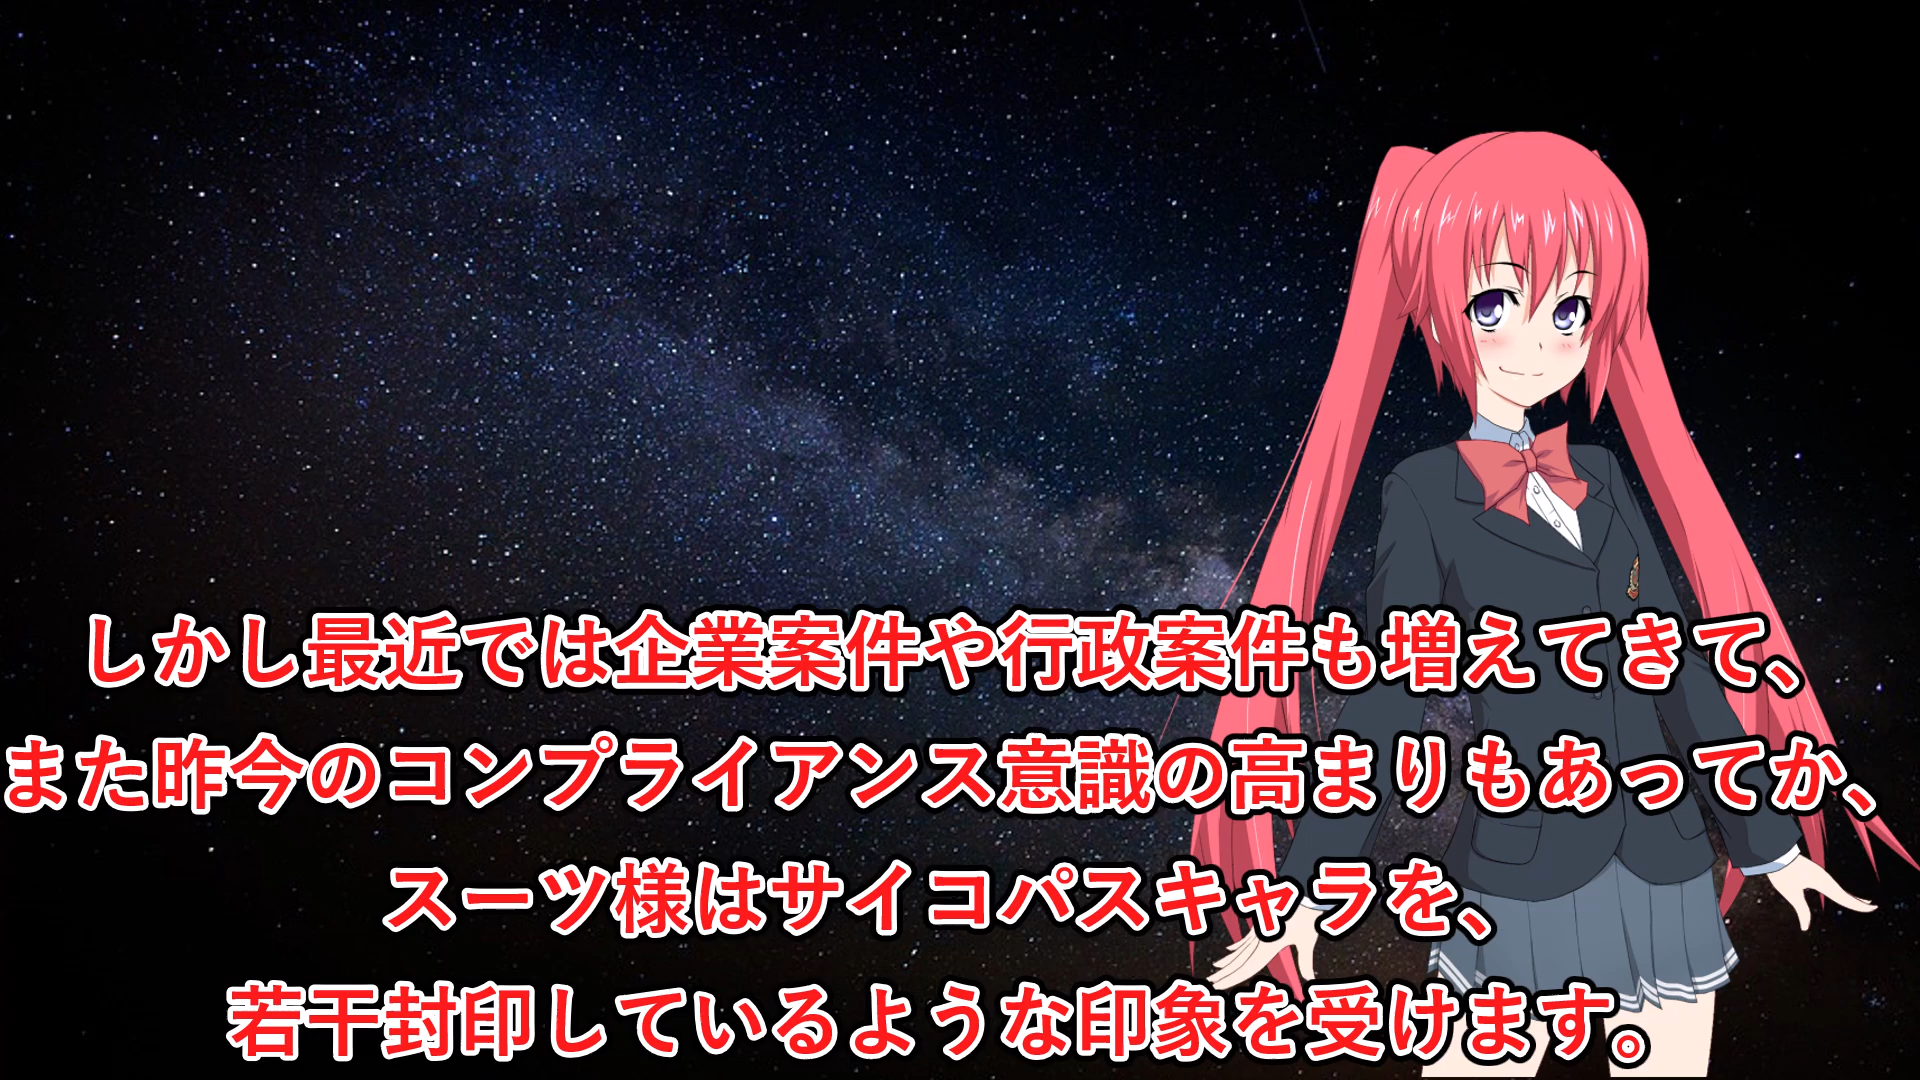 しかし最近では企業案件や行政案件も増えてきて、
また昨今のコンプライアンス意識の高まりもあってか、
スーツ様はサイコパスキャラを、
若干封印しているような印象を受けます。